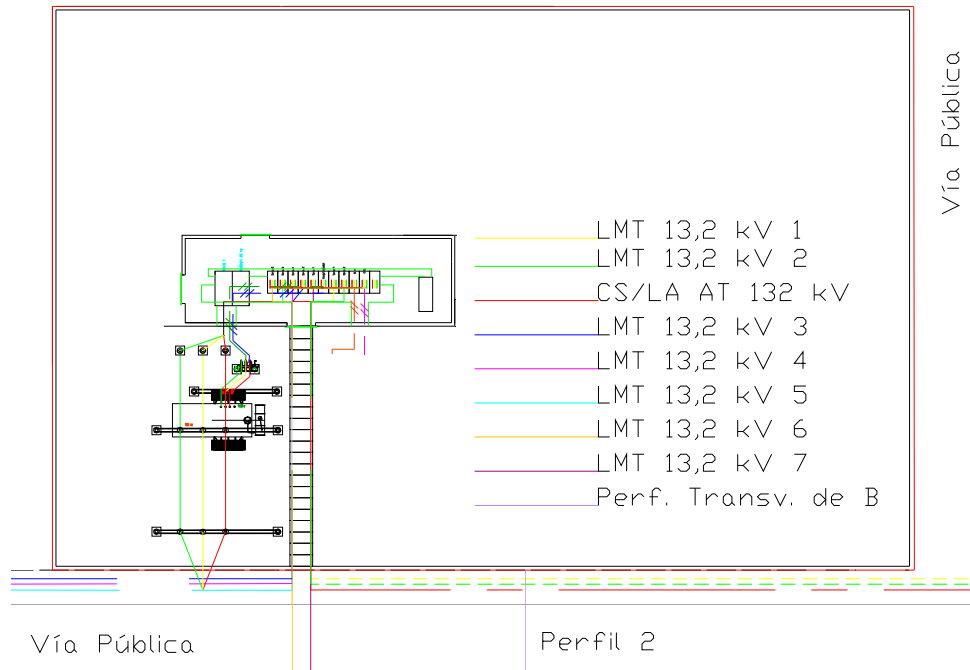 Vía Pública
LMT 13,2 kV 1
LMT 13,2 kV 2
CS/LA AT 132 kV
LMT 13,2 kV 3
LMT 13,2 kV 4
LMT 13,2 kV 5
LMT 13,2 kV 6
LMT 13,2 kV 7
Perf. Transv. de B
Vía Pública
Perfil 2